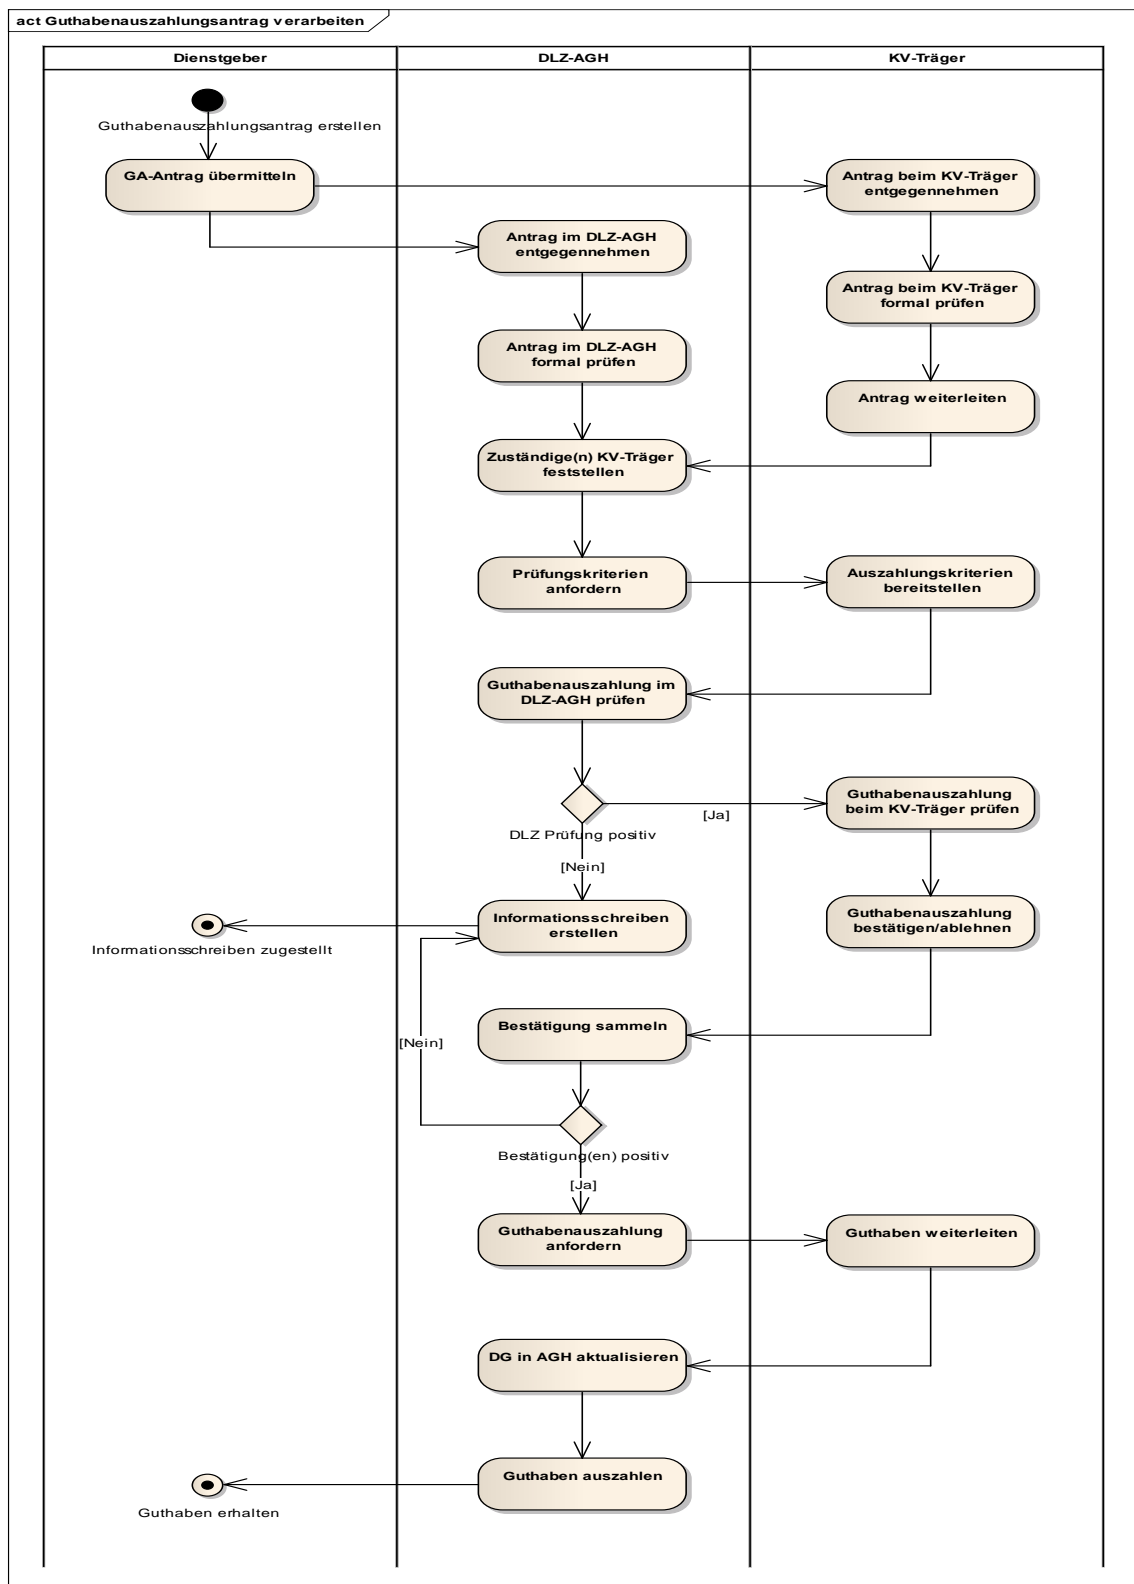 act Guthabenauszahlungsantrag verarbeiten
Dienstgeber
DLZ-AGH
KV-Träger
Guthabenauszahlungsantrag erstellen
GA-Antrag übermitteln
Antrag beim KV-Träger
entgegennehmen
Antrag im DLZ-AGH
entgegennehmen
Antrag beim KV-Träger
formal prüfen
Antrag im DLZ-AGH
formal prüfen
Antrag weiterleiten
Zuständige(n) KV-Träger
feststellen
Prüfungskriterien
anfordern
Auszahlungskriterien
bereitstellen
Guthabenauszahlung im
DLZ-AGH prüfen
Guthabenauszahlung
beim KV-Träger prüfen
[Ja]
DLZ Prüfung positiv
[Nein]
Informationsschreiben
erstellen
Guthabenauszahlung
bestätigen/ablehnen
Informationsschreiben zugestellt
Bestätigung sammeln
[Nein]
Bestätigung(en) positiv
[Ja]
Guthabenauszahlung
anfordern
Guthaben weiterleiten
DG in AGH aktualisieren
Guthaben auszahlen
Guthaben erhalten